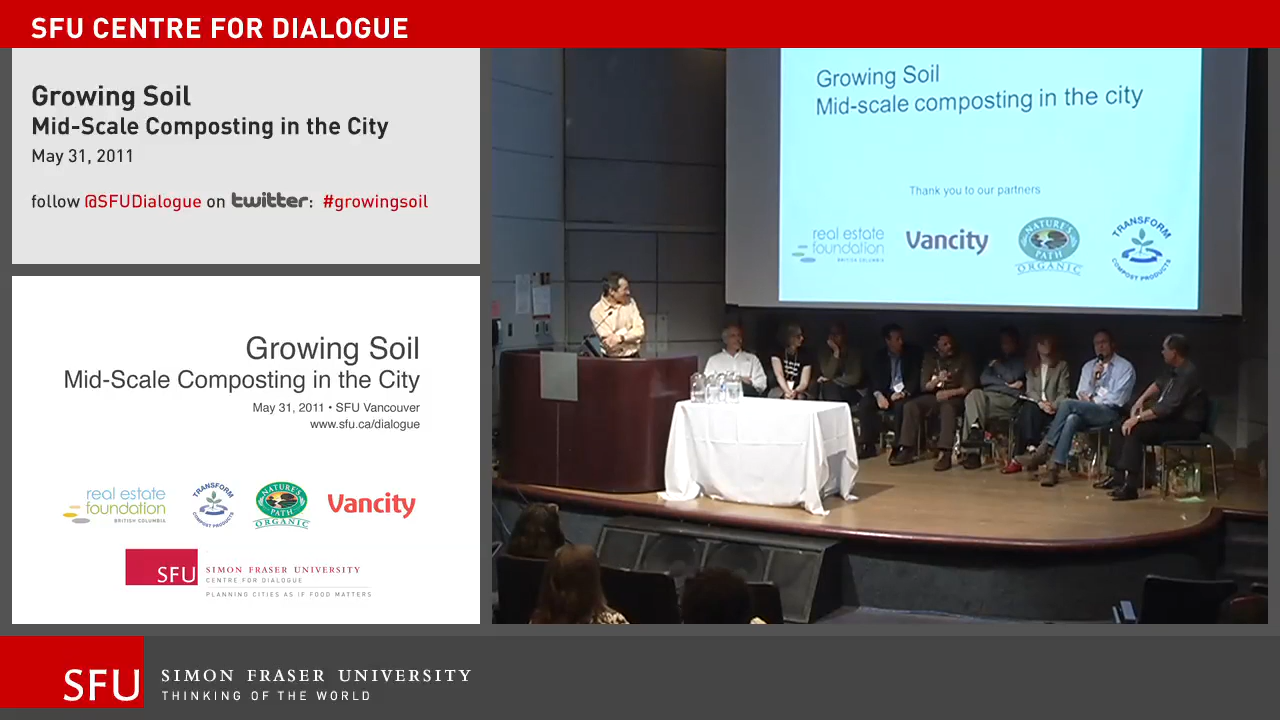 SFU CENTRE FOR DIALOGUE
Growing Soil
Mid-Scale Composting in the City
May 31, 2011
follow @SFUDialogue on twitter: #growingsoil
Growing Soil
Mid-Scale Composting in the City
May 31, 2011 • SFU Vancouver
www.sfu.ca/dialogue
real estate
foundation
BRITISH COLUMBIA
TRANSFORM
COMPOST PRODUCTS
NATURE'S
PATH
ORGANIC
Vancity
SFU
SIMON FRASER UNIVERSITY
CENTRE FOR DIALOGUE
PLANNING CITIES AS IF FOOD MATTERS
Growing Soil
Mid-scale composting in the city
Thank you to our partners
real estate
foundation
BRITISH COLUMBIA
Vancity
NATURE'S
PATH
ORGANIC
TRANSFORM
COMPOST PRODUCTS
SFU
SIMON FRASER UNIVERSITY
THINKING OF THE WORLD